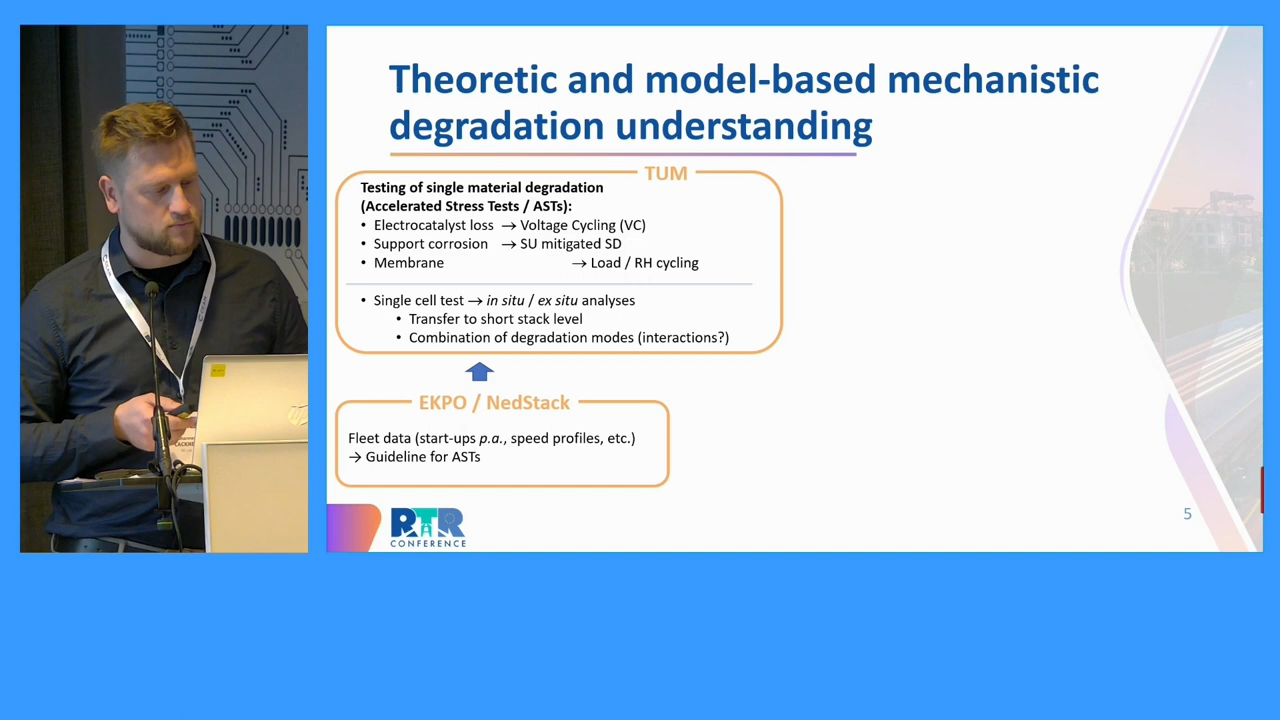 Theoretic and model-based mechanistic
degradation understanding
TUM
Testing of single material degradation
(Accelerated Stress Tests / ASTs):
• Electrocatalyst loss → Voltage Cycling (VC)
• Support corrosion → SU mitigated SD
• Membrane → Load / RH cycling
• Single cell test → in situ / ex situ analyses
• Transfer to short stack level
• Combination of degradation modes (interactions?)
EKPO / NedStack
Fleet data (start-ups p.a., speed profiles, etc.)
→ Guideline for ASTs
RTR
CONFERENCE
5